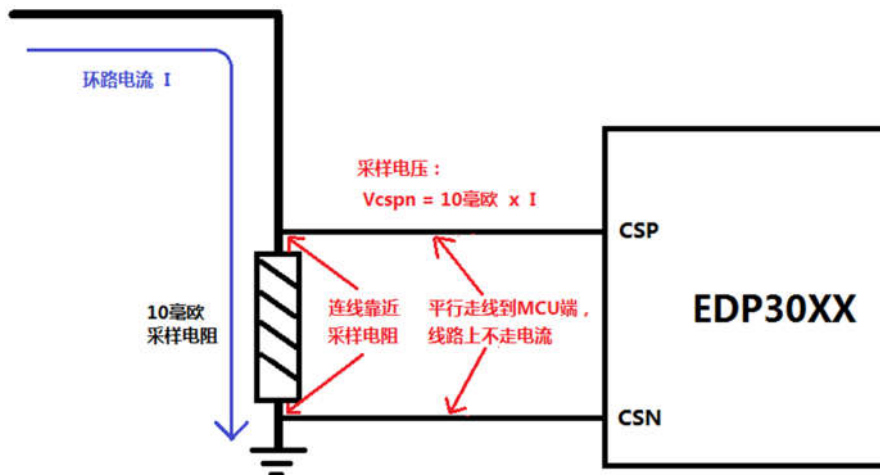 环路电流 I
采样电压：
Vcspn = 10毫欧 x I
CSP
10毫欧
采样电阻
连线靠近
采样电阻
平行走线到MCU端，
线路上不走电流
EDP30XX
CSN